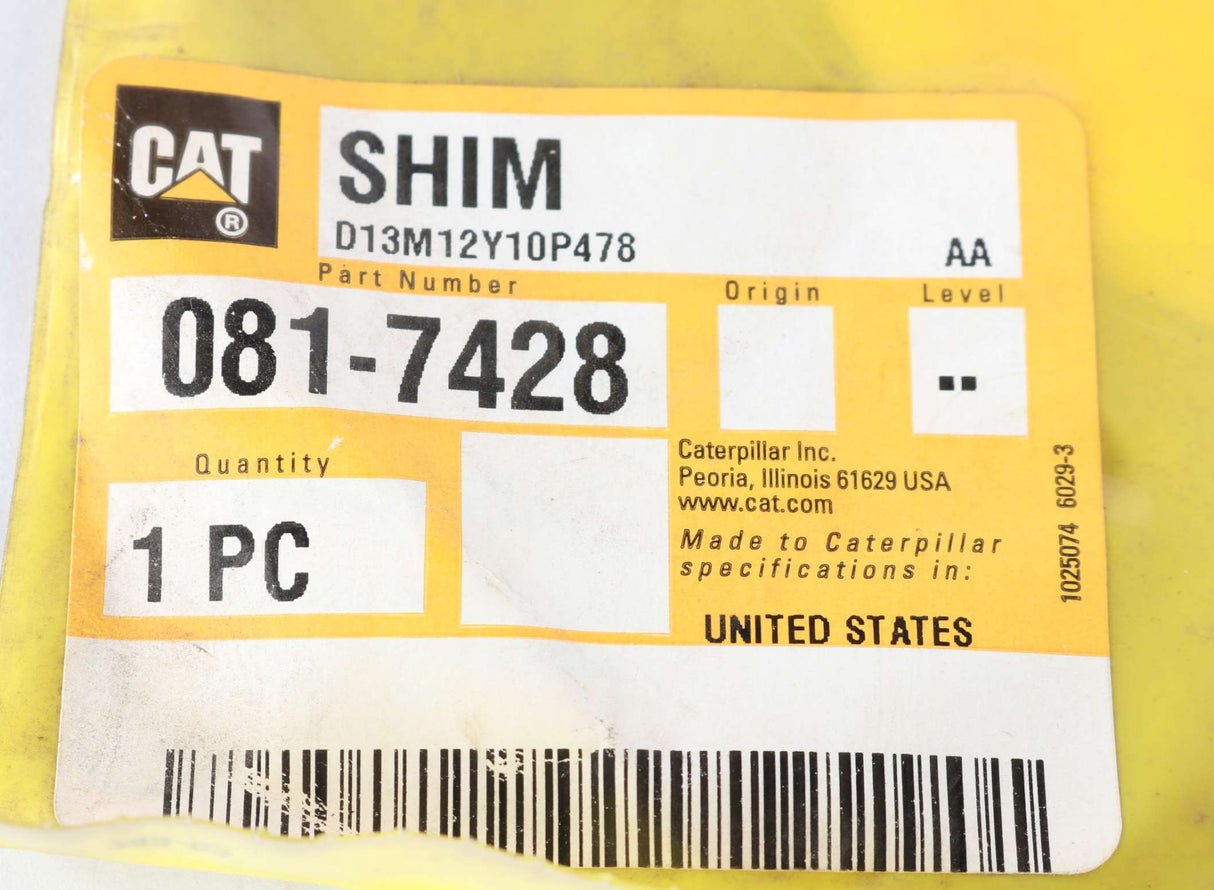 CAT
®
SHIM
D13M12Y10P478 AA
Part Number Origin Level
081-7428 --
Quantity
1 PC
Caterpillar Inc.
Peoria, Illinois 61629 USA
www.cat.com
Made to Caterpillar
specifications in:
UNITED STATES
1025074 6029-3